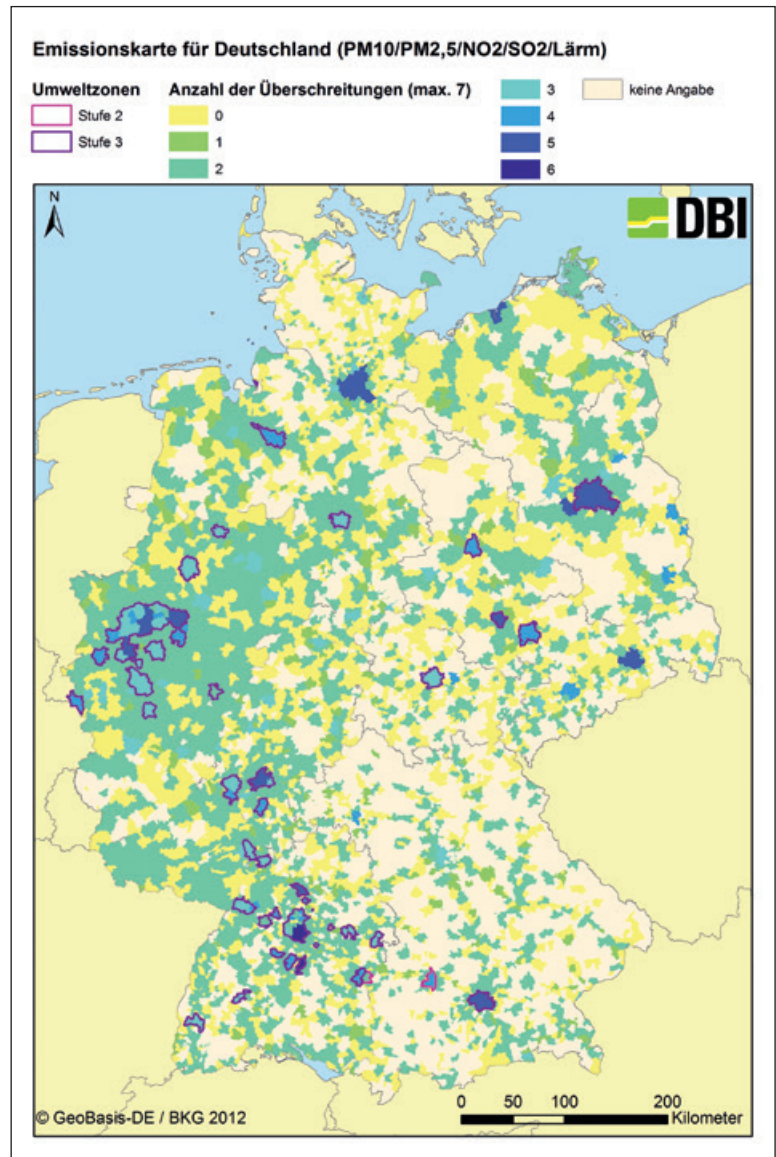 Emissionskarte für Deutschland (PM10/PM2,5/NO2/SO2/Lärm)
Umweltzonen
Stufe 2
Stufe 3
Anzahl der Überschreitungen (max. 7)
0
1
2
3
4
5
6
keine Angabe
N
DBI
0 50 100 200
Kilometer
© GeoBasis-DE / BKG 2012